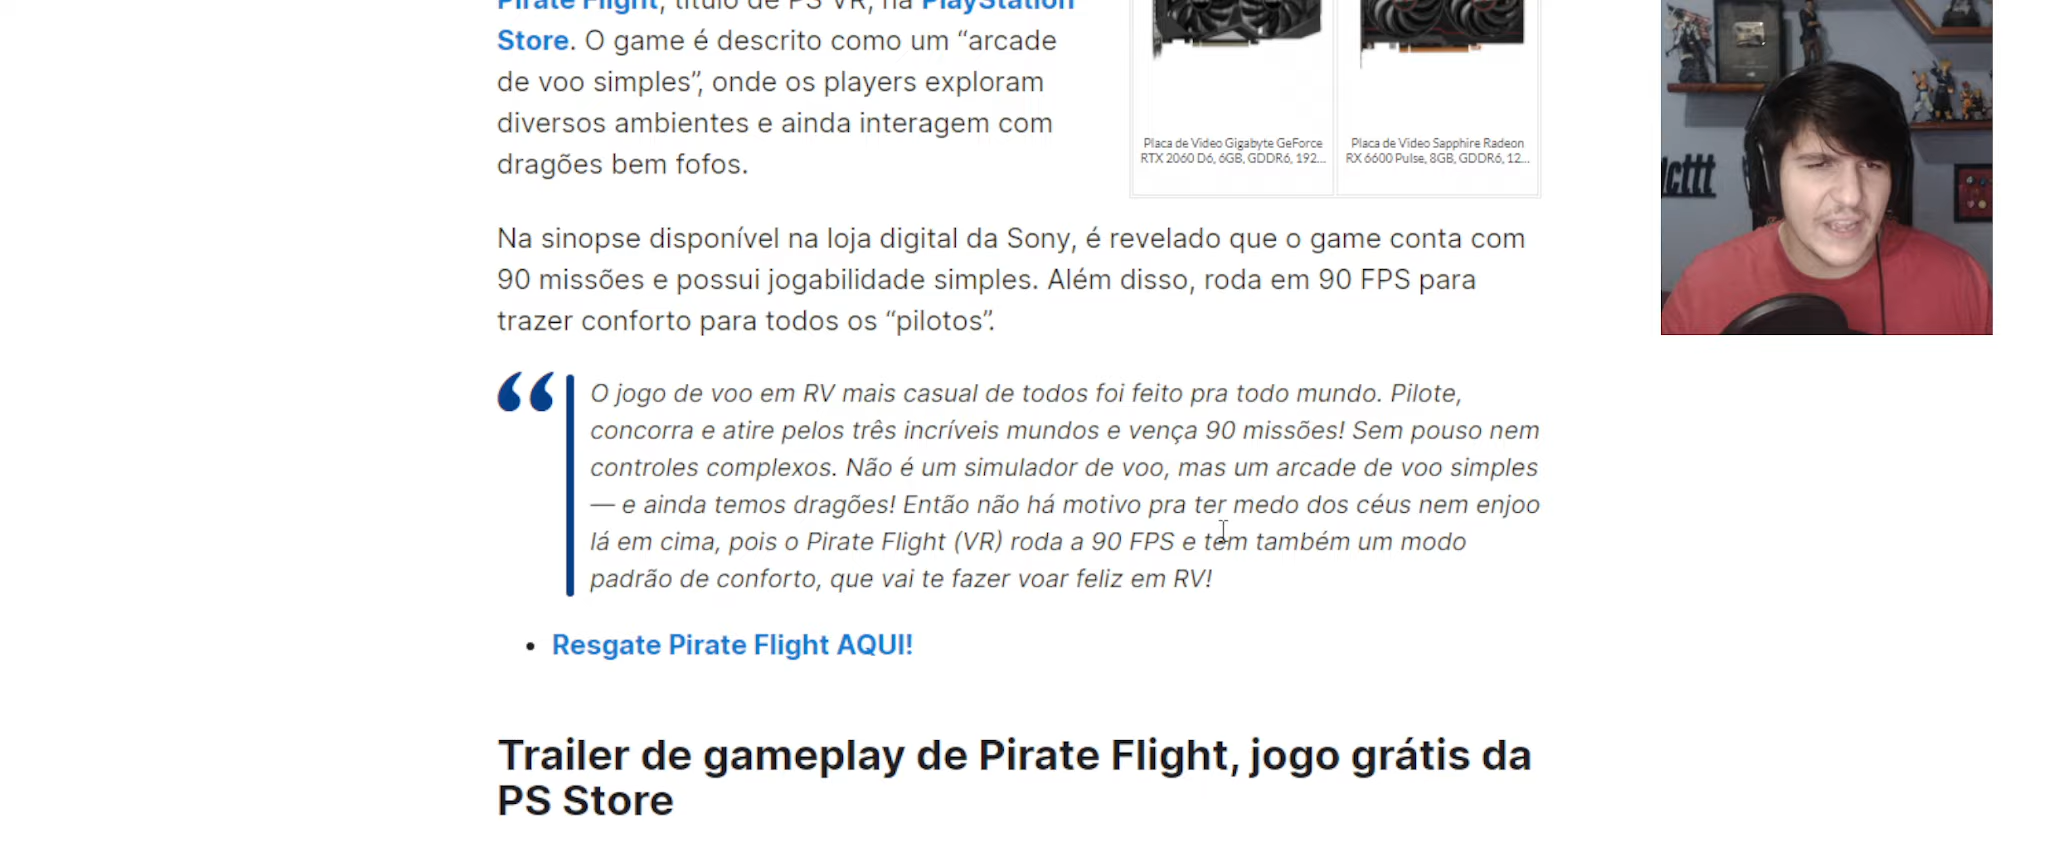 Pirate Flight, título de PS VR, na PlayStation
Store. O game é descrito como um “arcade
de voo simples”, onde os players exploram
diversos ambientes e ainda interagem com
dragões bem fofos.
Placa de Video Gigabyte GeForce
RTX 2060 D6, 6GB, GDDR6, 192...
Placa de Video Sapphire Radeon
RX 6600 Pulse, 8GB, GDDR6, 12...
Na sinopse disponível na loja digital da Sony, é revelado que o game conta com
90 missões e possui jogabilidade simples. Além disso, roda em 90 FPS para
trazer conforto para todos os “pilotos”.
“O jogo de voo em RV mais casual de todos foi feito pra todo mundo. Pilote,
concorra e atire pelos três incríveis mundos e vença 90 missões! Sem pouso nem
controles complexos. Não é um simulador de voo, mas um arcade de voo simples
— e ainda temos dragões! Então não há motivo pra ter medo dos céus nem enjoo
lá em cima, pois o Pirate Flight (VR) roda a 90 FPS e tem também um modo
padrão de conforto, que vai te fazer voar feliz em RV!
• Resgate Pirate Flight AQUI!
Trailer de gameplay de Pirate Flight, jogo grátis da
PS Store